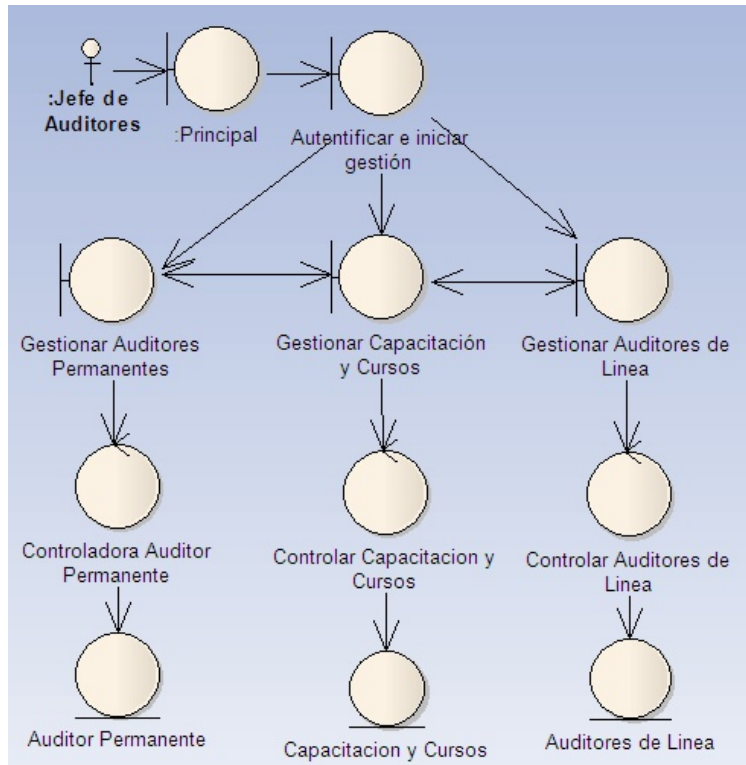 :Jefe de
Auditores
:Principal
Autentificar e iniciar
gestión
Gestionar Auditores
Permanentes
Gestionar Capacitación
y Cursos
Gestionar Auditores de
Linea
Controladora Auditor
Permanente
Controlar Capacitacion y
Cursos
Controlar Auditores de
Linea
Auditor Permanente
Capacitacion y Cursos
Auditores de Linea